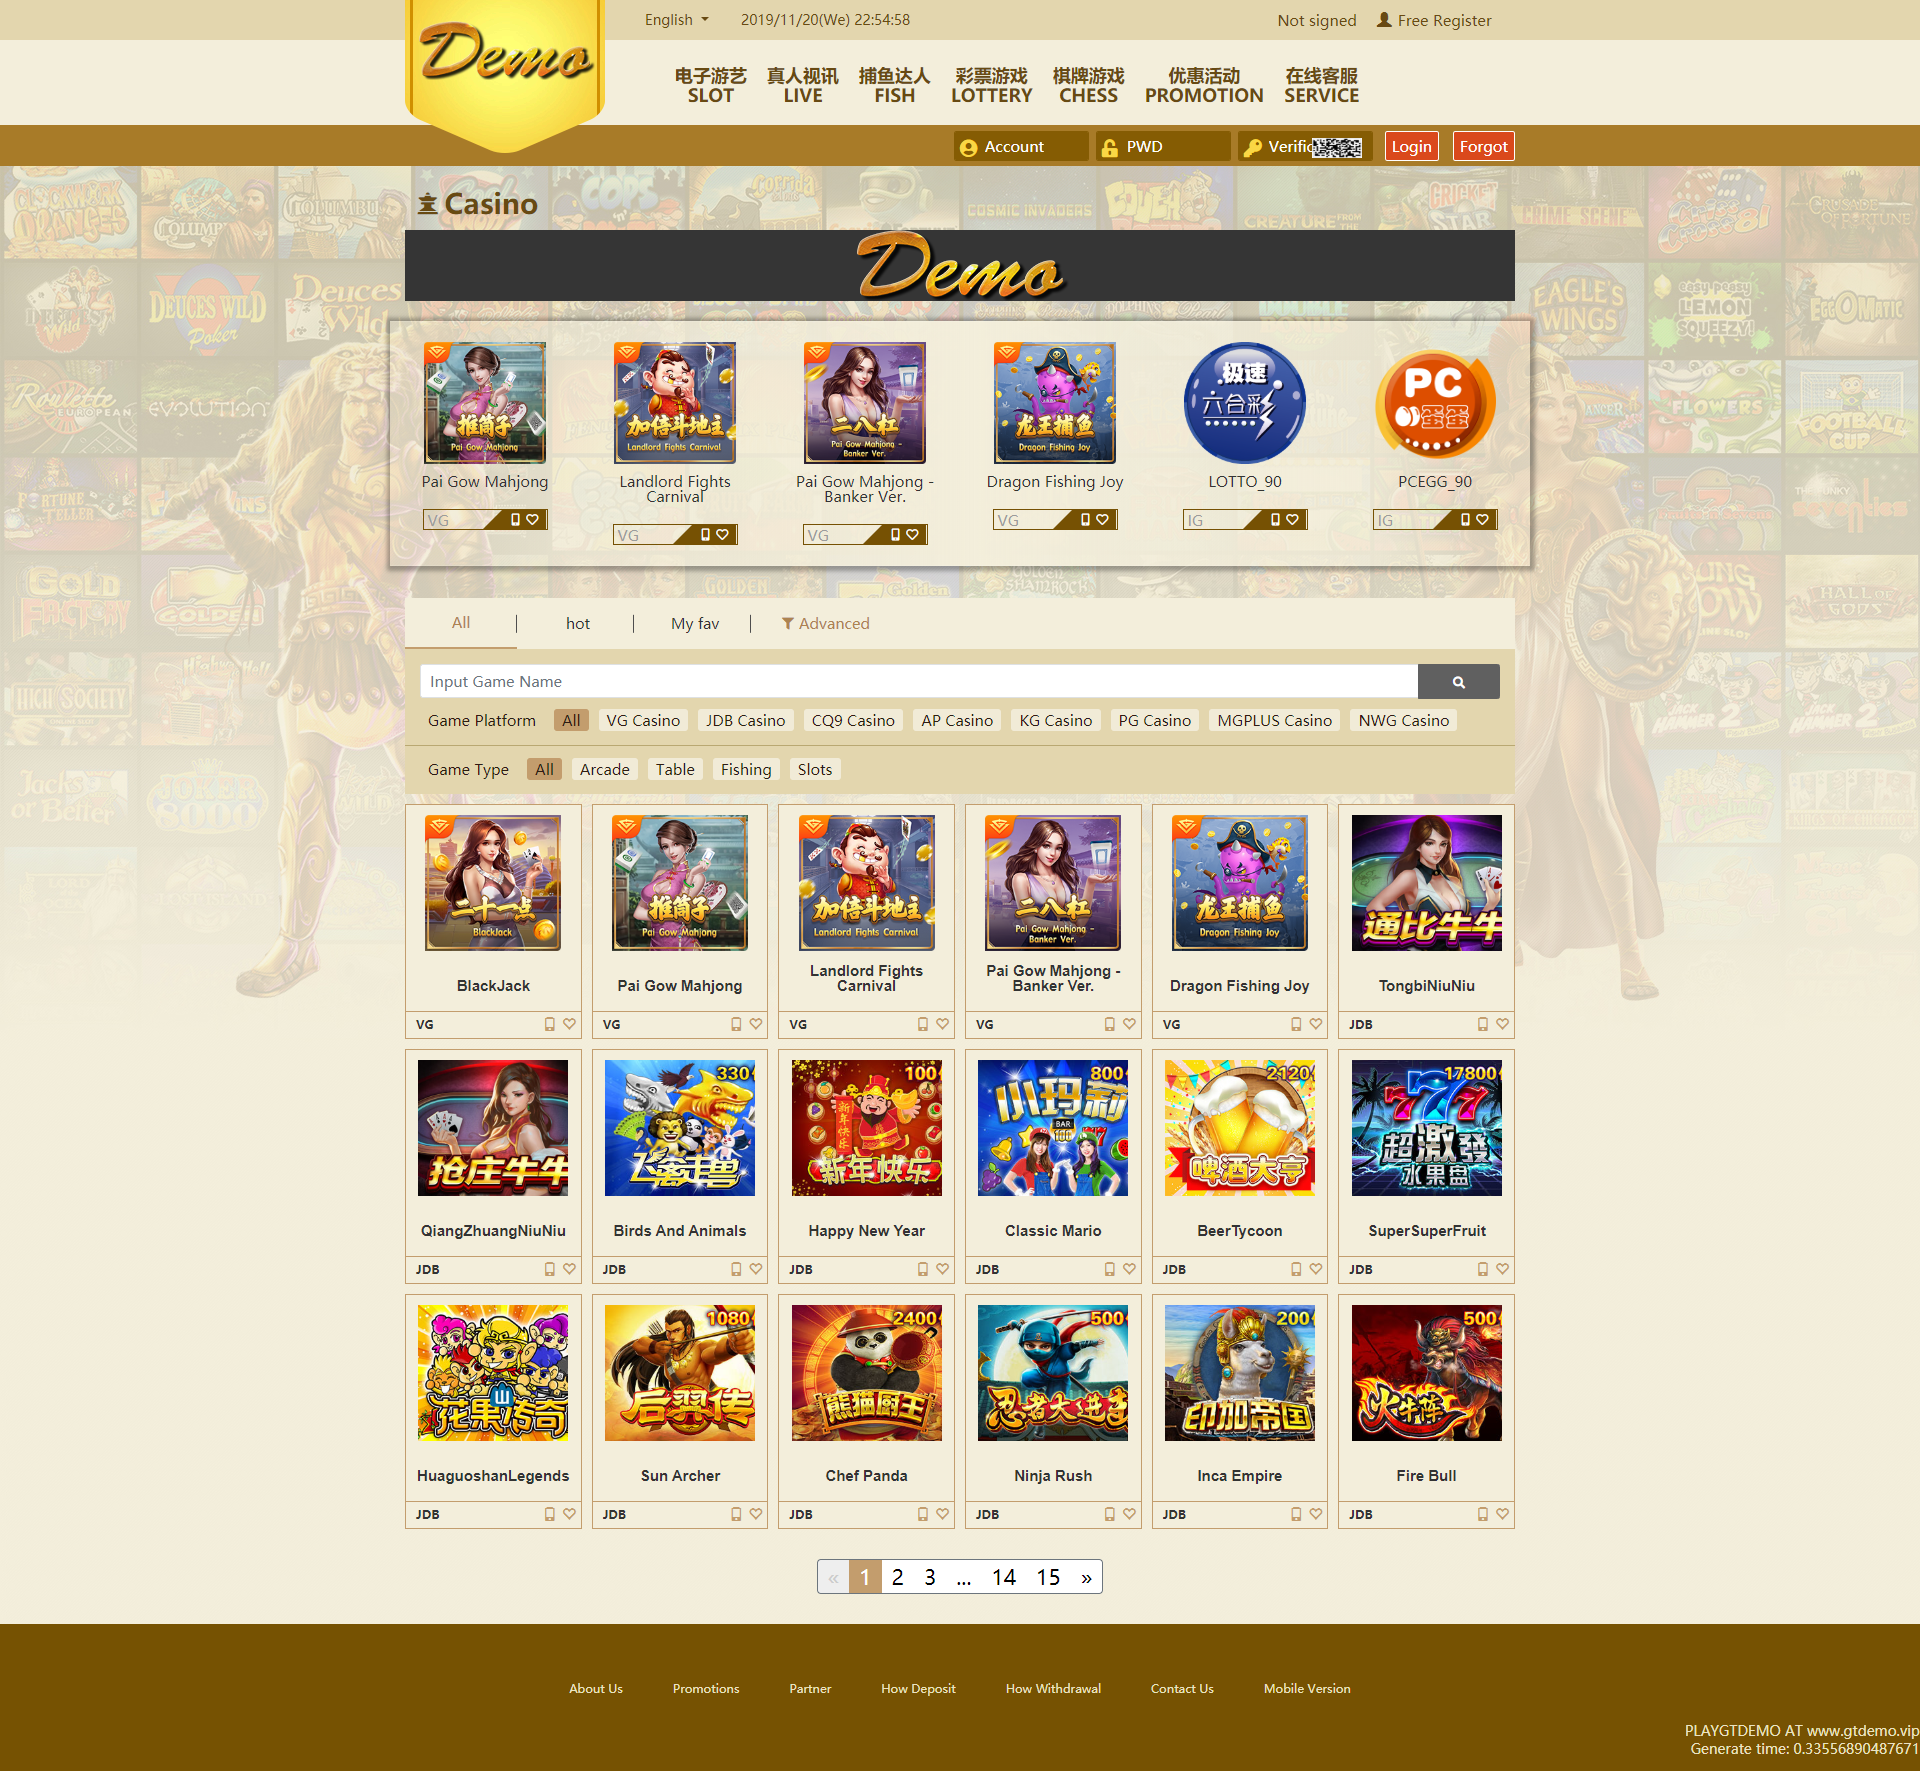 English
2019/11/20(We) 22:54:58
Not signed
Free Register
Demo
电子游艺 真人视讯 捕鱼达人 彩票游戏 棋牌游戏 优惠活动 在线客服
SLOT LIVE FISH LOTTERY CHESS PROMOTION SERVICE
Account
PWD
Login
Forgot
Casino
Demo
推筒子
Pai Gow Mahjong
加倍斗地主
Landlord Fights Carnival
二八杠
Pai Gow Mahjong -
Banker Ver.
龙王捕鱼
Dragon Fishing Joy
极速
六合彩
PC
蛋蛋
Pai Gow Mahjong
Landlord Fights
Carnival
Pai Gow Mahjong -
Banker Ver.
Dragon Fishing Joy
LOTTO_90
PCEGG_90
VG VG VG VG IG IG
All
hot
My fav
Advanced
Input Game Name
Game Platform All VG Casino JDB Casino CQ9 Casino AP Casino KG Casino PG Casino MGPLUS Casino NWG Casino
Game Type All Arcade Table Fishing Slots
二十一点
BlackJack
推筒子
Pai Gow Mahjong
加倍斗地主
Landlord Fights Carnival
二八杠
Pai Gow Mahjong -
Banker Ver.
龙王捕鱼
Dragon Fishing Joy
通比牛牛
BlackJack
Pai Gow Mahjong
Landlord Fights
Carnival
Pai Gow Mahjong -
Banker Ver.
Dragon Fishing Joy
TongbiNiuNiu
VG VG VG VG VG JDB
抢庄牛牛
330
飞禽走兽
100
新年快乐
新年快乐
800
小玛莉
BAR
100
2120
啤酒大亨
17800
777
超激發
水果盘
QiangZhuangNiuNiu
Birds And Animals
Happy New Year
Classic Mario
BeerTycoon
SuperSuperFruit
JDB JDB JDB JDB JDB JDB
花果山传奇
1080
后羿传
2400
熊猫厨王
500
忍者大进击
200
印加帝国
500
火牛阵
HuaguoshanLegends
Sun Archer
Chef Panda
Ninja Rush
Inca Empire
Fire Bull
JDB JDB JDB JDB JDB JDB
« 1 2 3 ... 14 15 »
About Us Promotions Partner How Deposit How Withdrawal Contact Us Mobile Version
PLAYGTDEMO AT www.gtdemo.vip
Generate time: 0.33556890487671